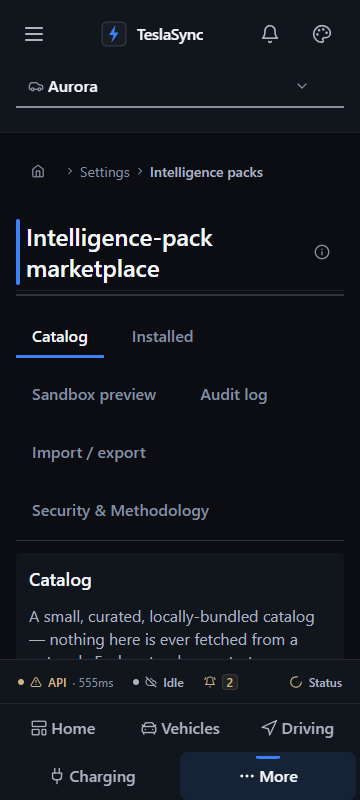 TeslaSync
Aurora
Settings
Intelligence packs
Intelligence-pack
marketplace
Catalog
Installed
Sandbox preview
Audit log
Import / export
Security & Methodology
Catalog
A small, curated, locally-bundled catalog
— nothing here is ever fetched from a
API · 555ms
Idle
2
Status
Home
Vehicles
Driving
Charging
More